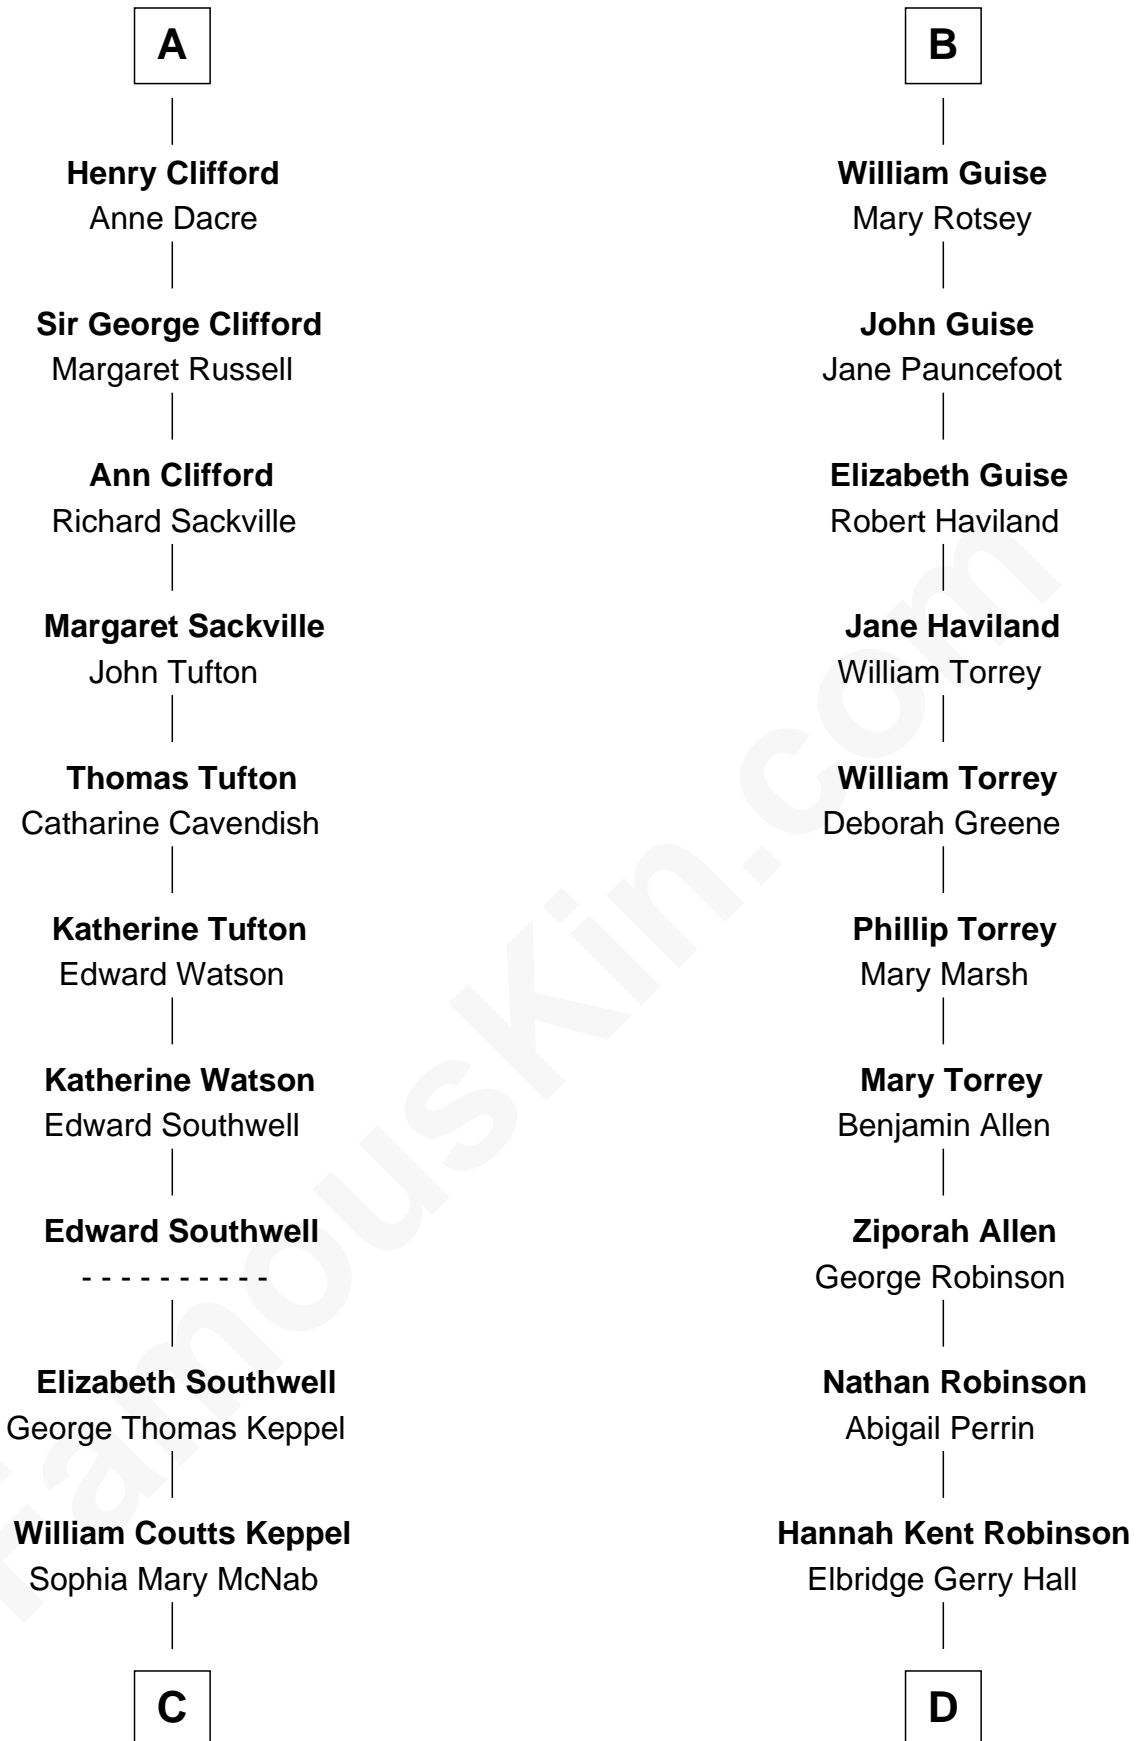 A
Henry Clifford
Anne Dacre
Sir George Clifford
Margaret Russell
Ann Clifford
Richard Sackville
Margaret Sackville
John Tufton
Thomas Tufton
Catharine Cavendish
Katherine Tufton
Edward Watson
Katherine Watson
Edward Southwell
Edward Southwell
- - - - - - - - - -
Elizabeth Southwell
George Thomas Keppel
William Coutts Keppel
Sophia Mary McNab
C
B
William Guise
Mary Rotsey
John Guise
Jane Pauncefoot
Elizabeth Guise
Robert Haviland
Jane Haviland
William Torrey
William Torrey
Deborah Greene
Phillip Torrey
Mary Marsh
Mary Torrey
Benjamin Allen
Ziporah Allen
George Robinson
Nathan Robinson
Abigail Perrin
Hannah Kent Robinson
Elbridge Gerry Hall
D
FamousKin.com